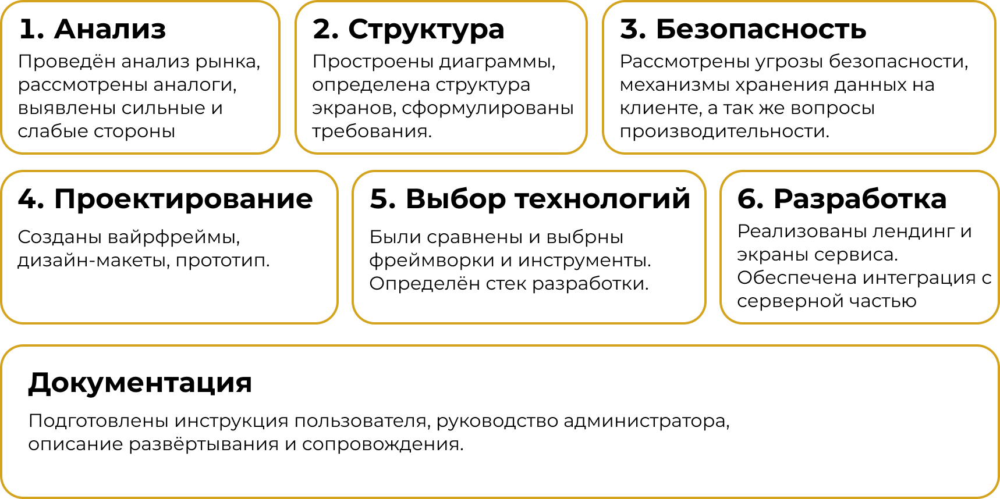 1. Анализ
Проведён анализ рынка,
рассмотрены аналоги,
выявлены сильные и
слабые стороны
2. Структура
Простроены диаграммы,
определена структура
экранов, сформулированы
требования.
3. Безопасность
Рассмотрены угрозы безопасности,
механизмы хранения данных на
клиенте, а так же вопросы
производительности.
4. Проектирование
Созданы вайрфреймы,
дизайн-макеты, прототип.
5. Выбор технологий
Были сравнены и выбрны
фреймворки и инструменты.
Определён стек разработки.
6. Разработка
Реализованы лендинг и
экраны сервиса.
Обеспечена интеграция с
серверной частью
Документация
Подготовлены инструкция пользователя, руководство администратора,
описание развёртывания и сопровождения.